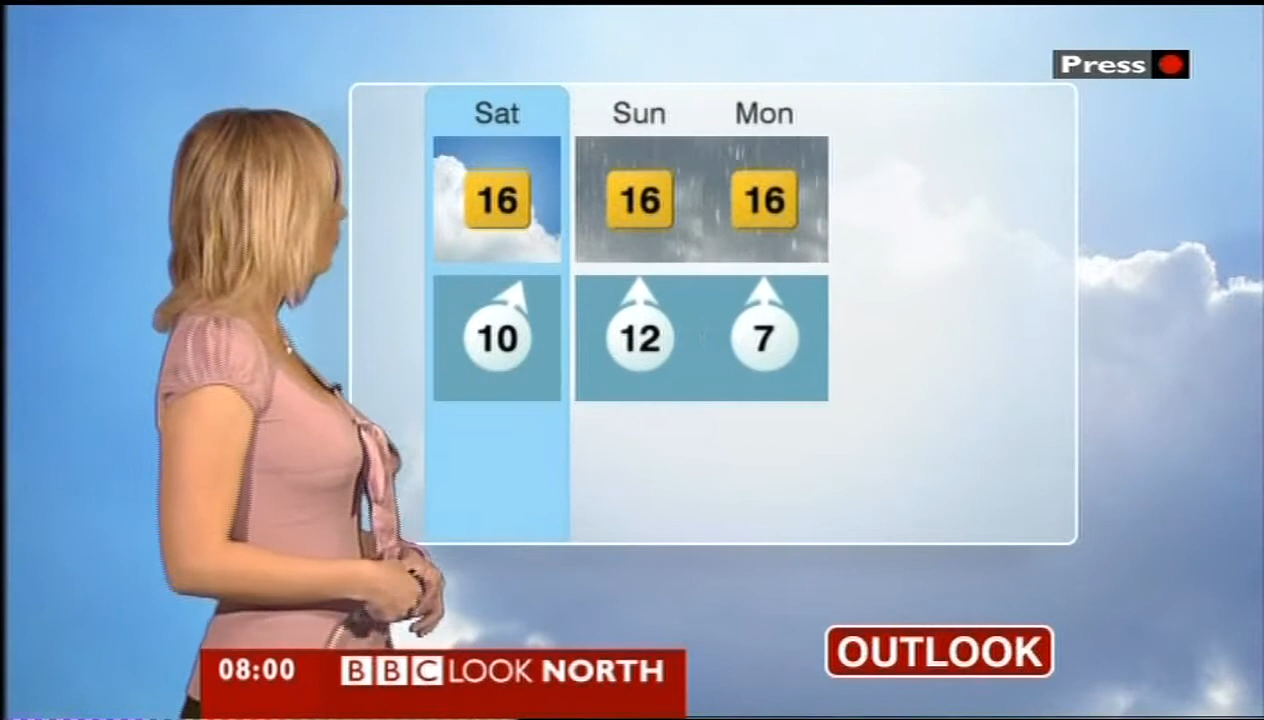 Press
Sat Sun Mon
16 16 16
10 12 7
OUTLOOK
08:00 BBC LOOK NORTH